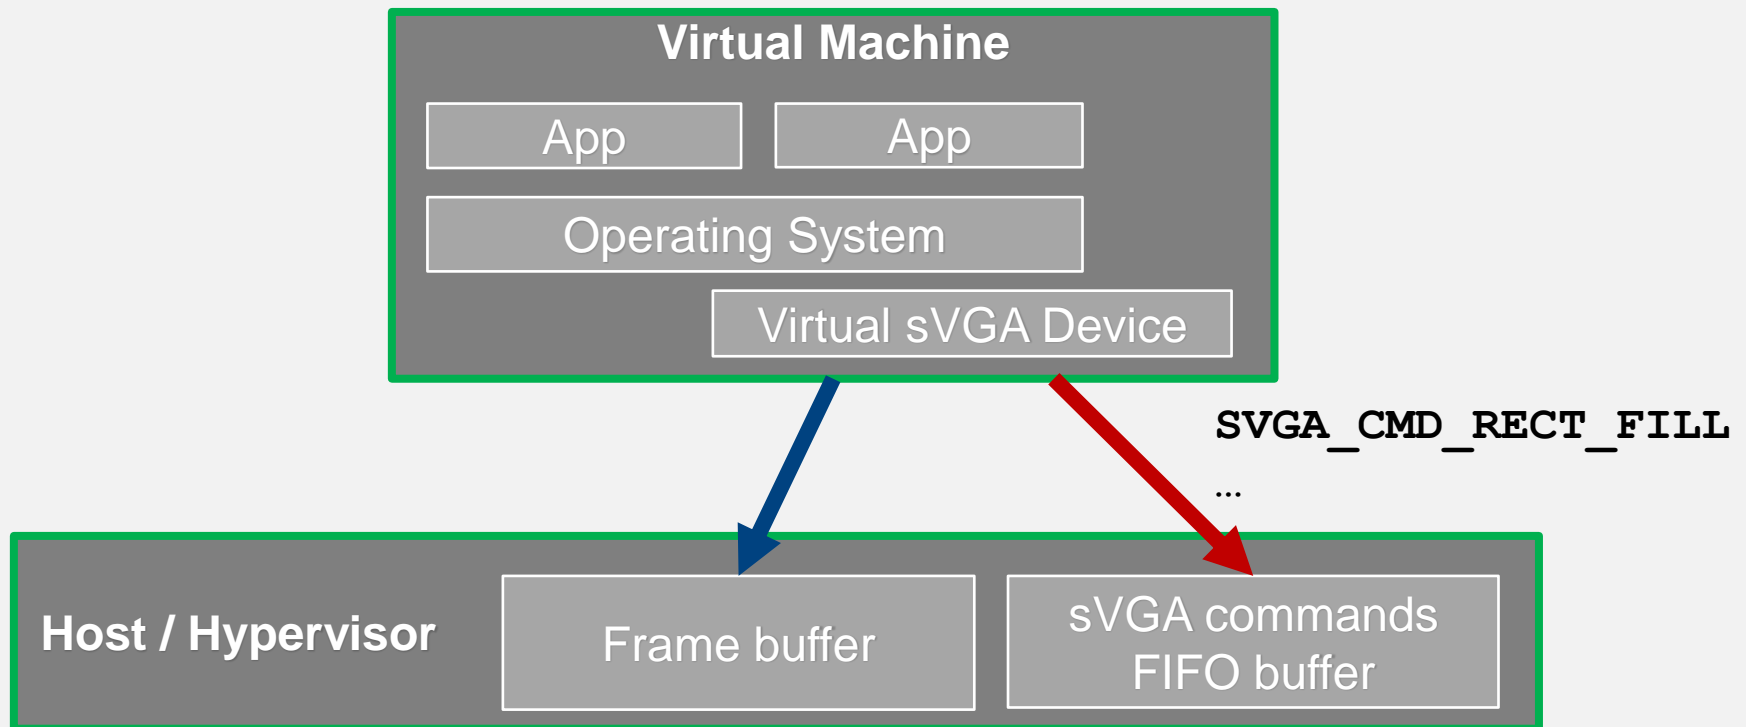 Virtual Machine
App
App
Operating System
Virtual sVGA Device
SVGA_CMD_RECT_FILL
...
Host / Hypervisor
Frame buffer
sVGA commands
FIFO buffer